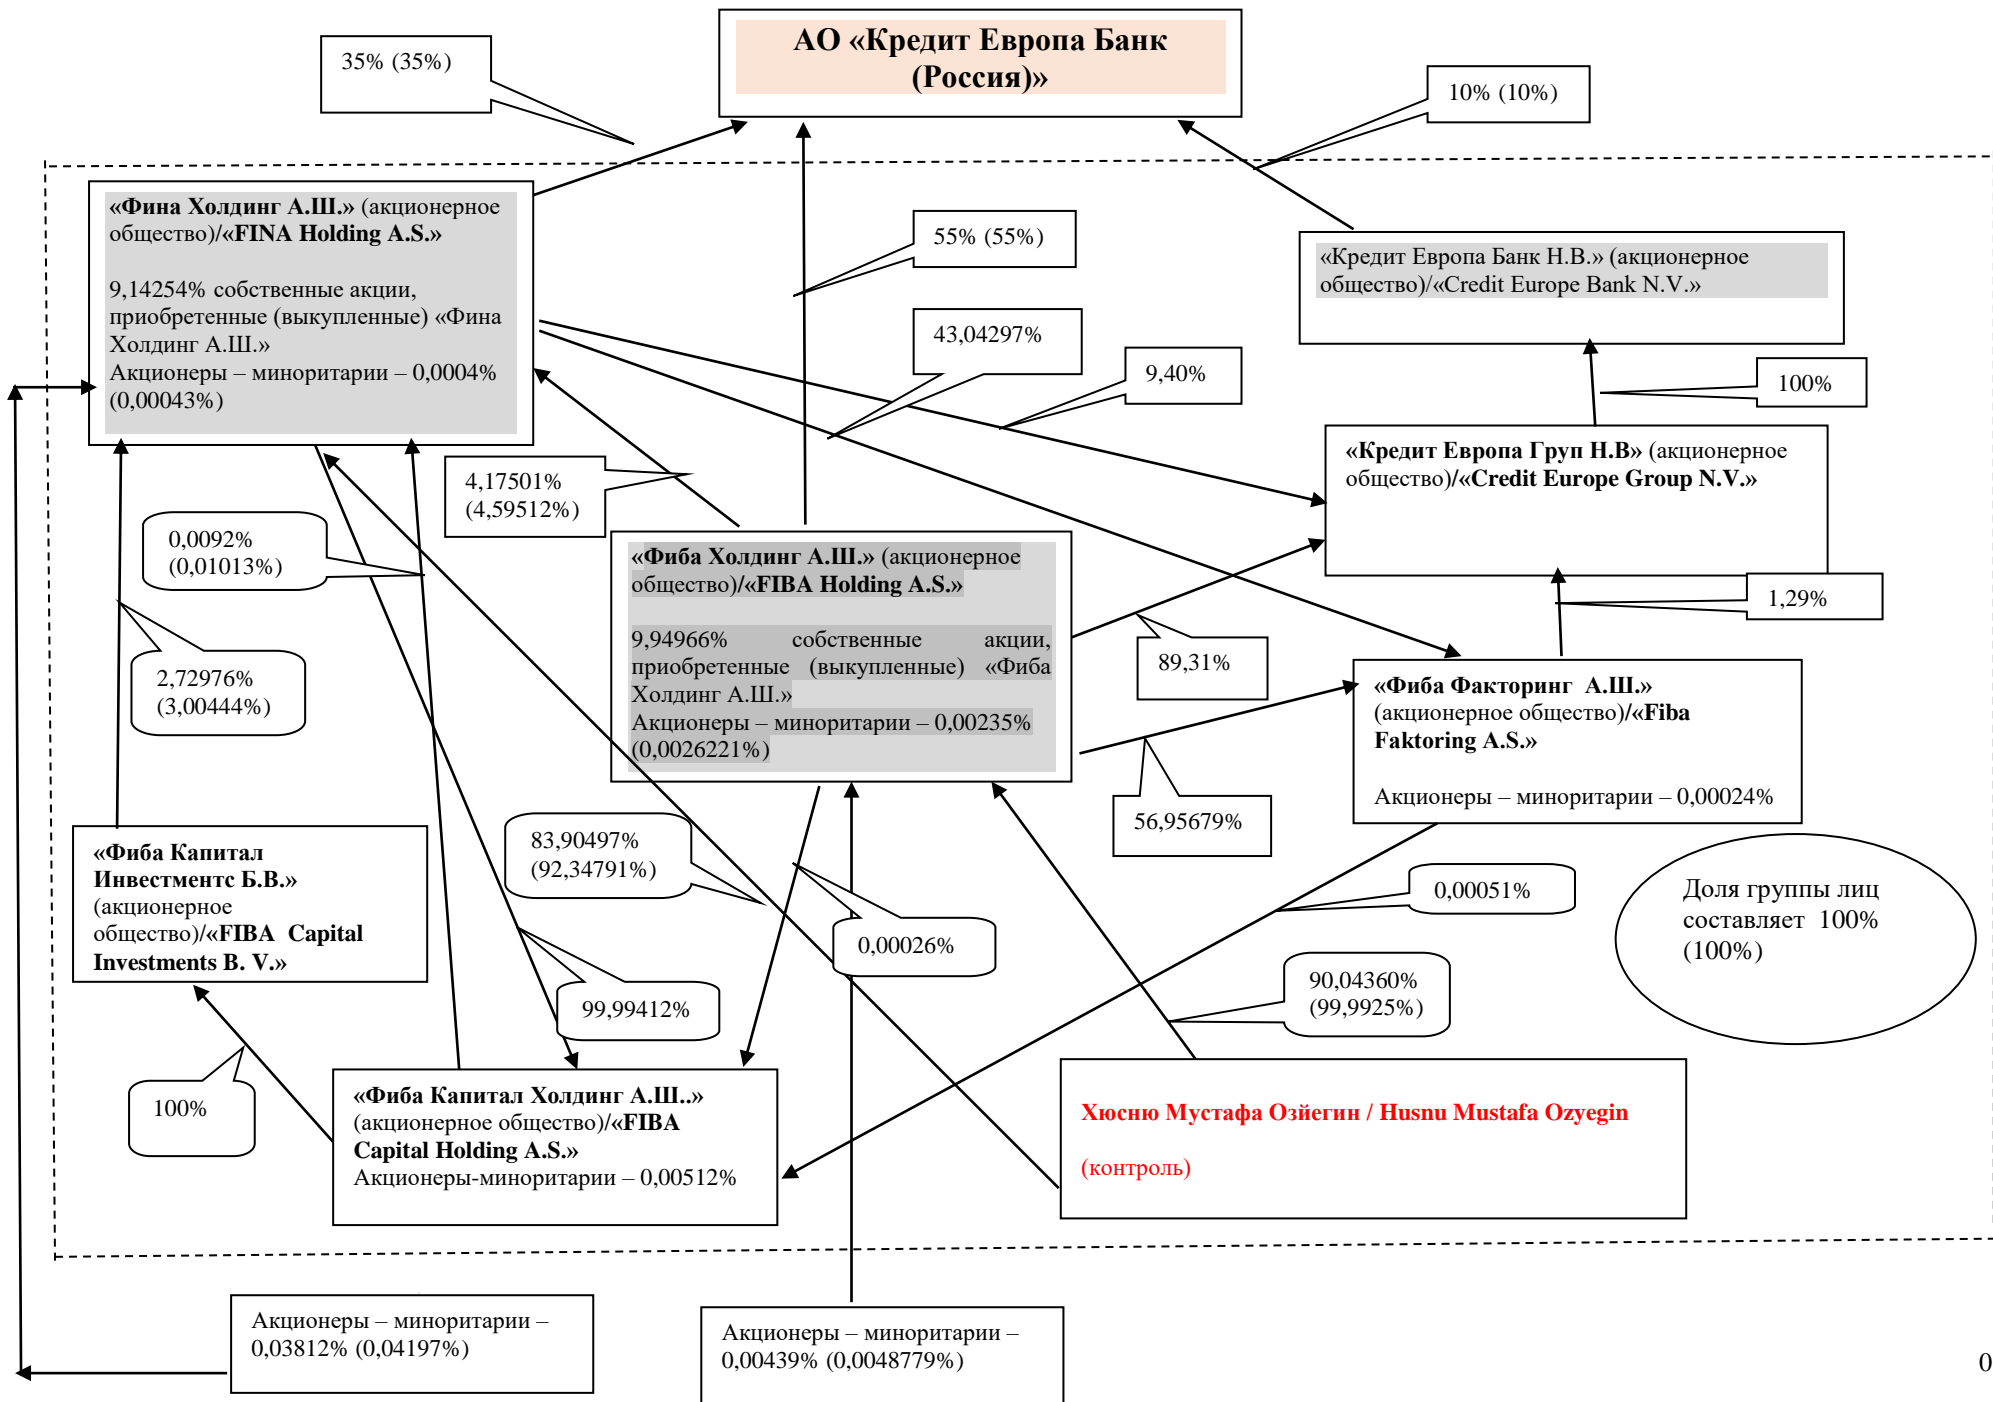 АО «Кредит Европа Банк
(Россия)»
35% (35%)
10% (10%)
«Фина Холдинг А.Ш.» (акционерное
общество)/«FINA Holding A.S.»
9,14254% собственные акции,
приобретенные (выкупленные) «Фина
Холдинг А.Ш.»
Акционеры – миноритарии – 0,0004%
(0,00043%)
55% (55%)
«Кредит Европа Банк Н.В.» (акционерное
общество)/«Credit Europe Bank N.V.»
43,04297%
9,40%
100%
«Кредит Европа Груп Н.В» (акционерное
общество)/«Credit Europe Group N.V.»
4,17501%
(4,59512%)
0,0092%
(0,01013%)
«Фиба Холдинг А.Ш.» (акционерное
общество)/«FIBA Holding A.S.»
9,94966% собственные акции,
приобретенные (выкупленные) «Фиба
Холдинг А.Ш.»
Акционеры – миноритарии – 0,00235%
(0,0026221%)
1,29%
89,31%
2,72976%
(3,00444%)
«Фиба Факторинг А.Ш.»
(акционерное общество)/«Fiba
Faktoring A.S.»
Акционеры – миноритарии – 0,00024%
56,95679%
83,90497%
(92,34791%)
«Фиба Капитал
Инвестментс Б.В.»
(акционерное
общество)/«FIBA Capital
Investments B. V.»
0,00051%
Доля группы лиц
составляет 100%
(100%)
0,00026%
90,04360%
(99,9925%)
99,99412%
100%
«Фиба Капитал Холдинг А.Ш..»
(акционерное общество)/«FIBA
Capital Holding A.S.»
Акционеры-миноритарии – 0,00512%
Хюсню Мустафа Озйегин / Husnu Mustafa Ozyegin
(контроль)
Акционеры – миноритарии –
0,03812% (0,04197%)
Акционеры – миноритарии –
0,00439% (0,0048779%)
0